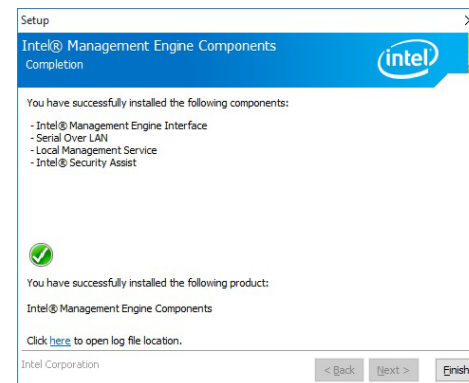 Setup
Intel® Management Engine Components
Completion
intel
You have successfully installed the following components:
- Intel® Management Engine Interface
- Serial Over LAN
- Local Management Service
- Intel® Security Assist
You have successfully installed the following product:
Intel® Management Engine Components
Click here to open log file location.
Intel Corporation
< Back Next > Finish